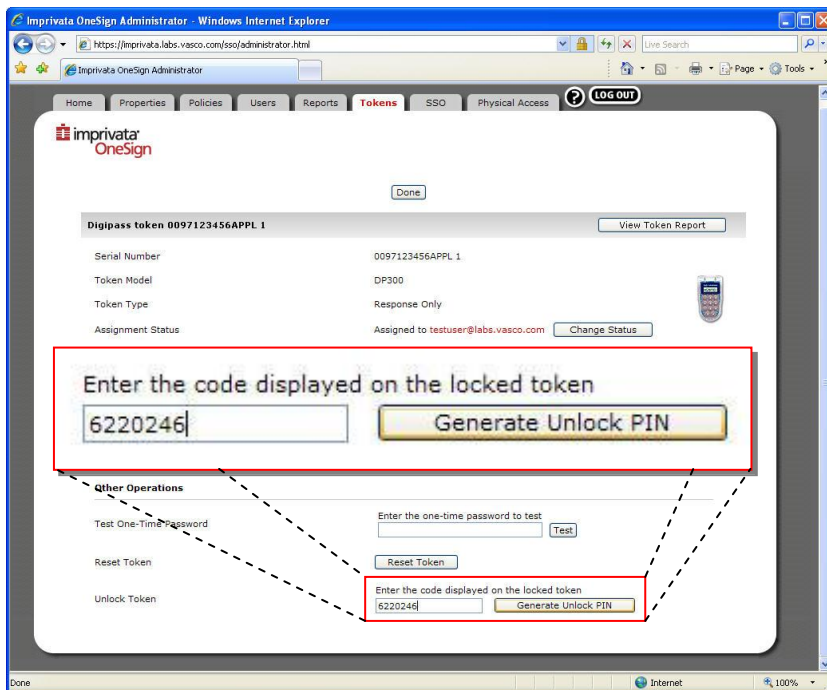 Imprivata OneSign Administrator - Windows Internet Explorer
https://imprivata.labs.vasco.com/sso/administrator.html
Live Search
Imprivata OneSign Administrator
Page
Tools
Home Properties Policies Users Reports Tokens SSO Physical Access ? LOG OUT
imprivata
OneSign
Done
Digipass token 0097123456APPL 1 View Token Report
Serial Number 0097123456APPL 1
Token Model DP300
Token Type Response Only
Assignment Status Assigned to testuser@labs.vasco.com Change Status
Enter the code displayed on the locked token
6220246 Generate Unlock PIN
Other Operations
Enter the one-time password to test
Test One-Time Password Test
Reset Token Reset Token
Enter the code displayed on the locked token
Unlock Token 6220246 Generate Unlock PIN
Done Internet 100%